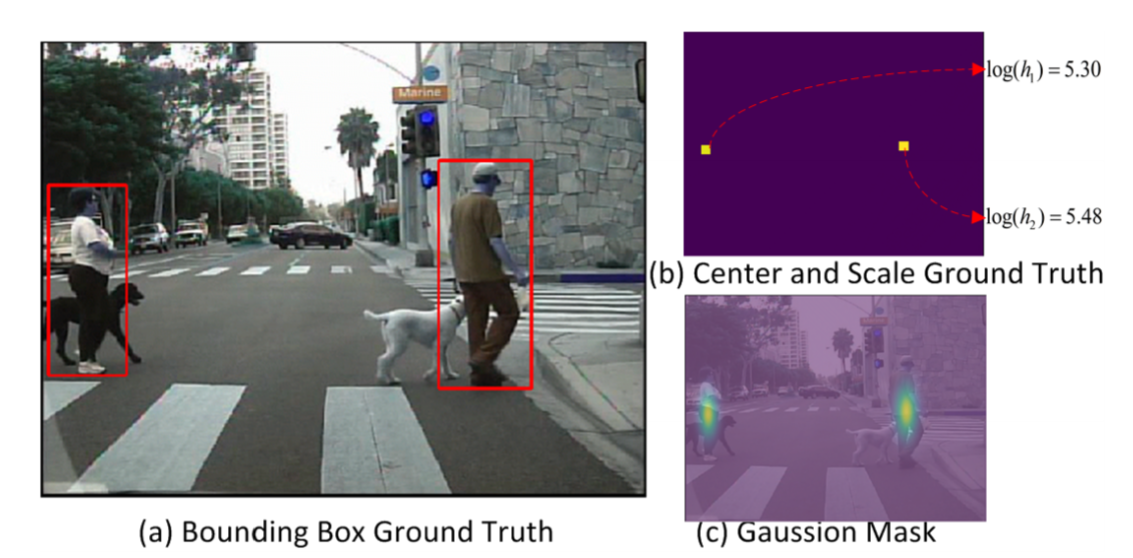 Marine
(a) Bounding Box Ground Truth
log(h₁) = 5.30
log(h₂) = 5.48
(b) Center and Scale Ground Truth
(c) Gaussion Mask